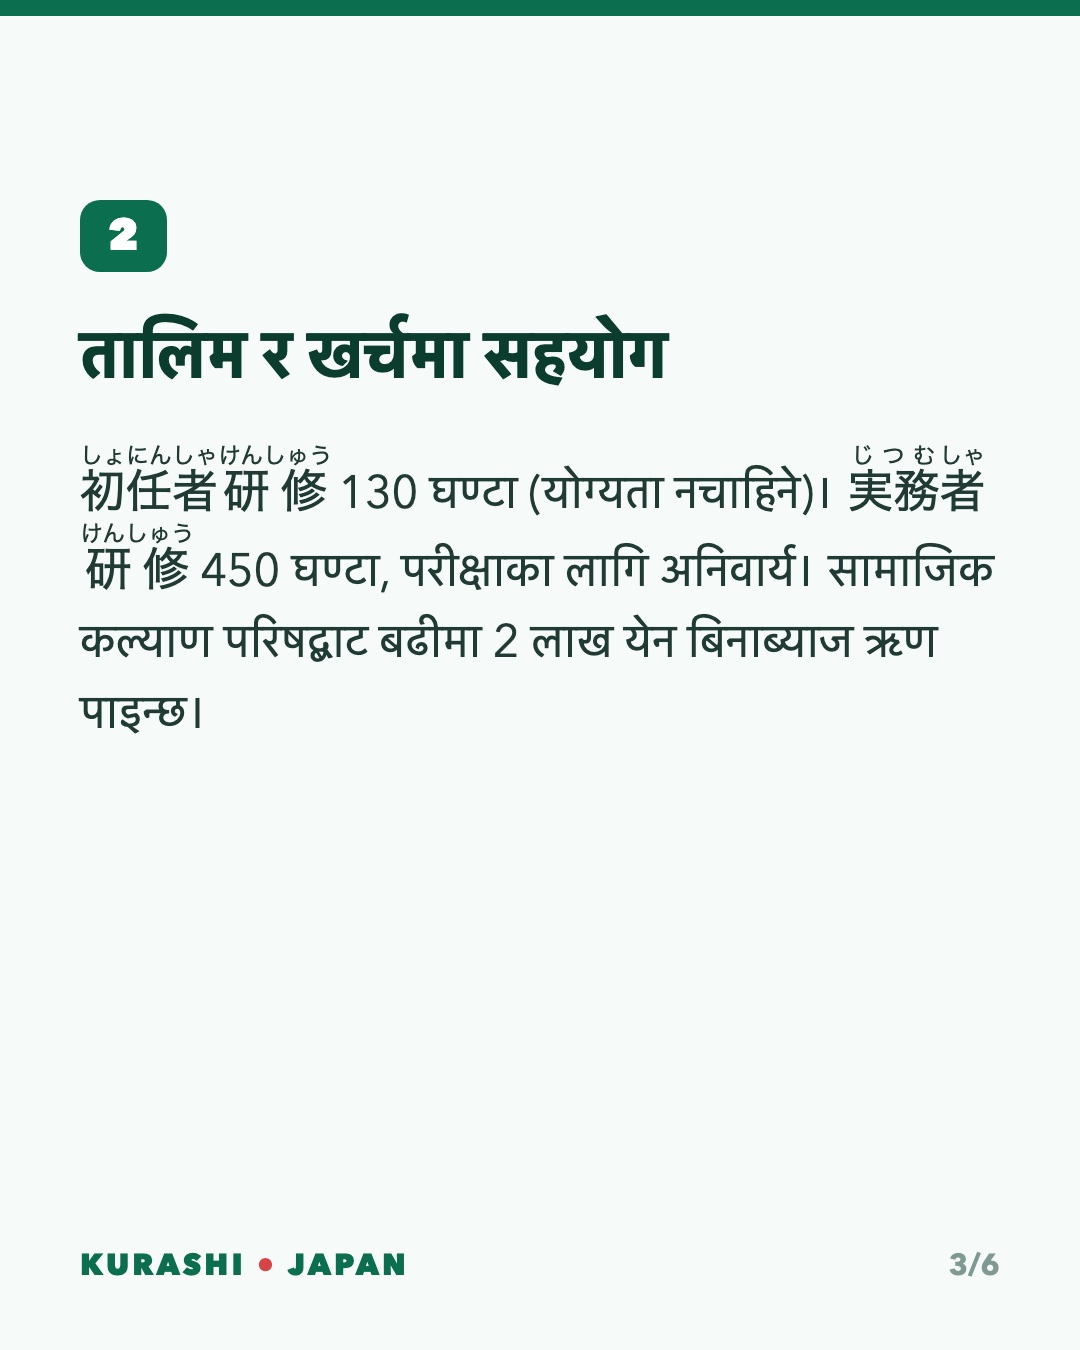 2
तालिम र खर्चमा सहयोग
しょにんしゃけんしゅう じつむしゃ
初任者研修 130 घण्टा (योग्यता नचाहिने)। 実務者
けんしゅう
研修 450 घण्टा, परीक्षाका लागि अनिवार्य। सामाजिक
कल्याण परिषद्बाट बढीमा 2 लाख येन बिनाब्याज ऋण
पाइन्छ।
KURASHI • JAPAN 3/6